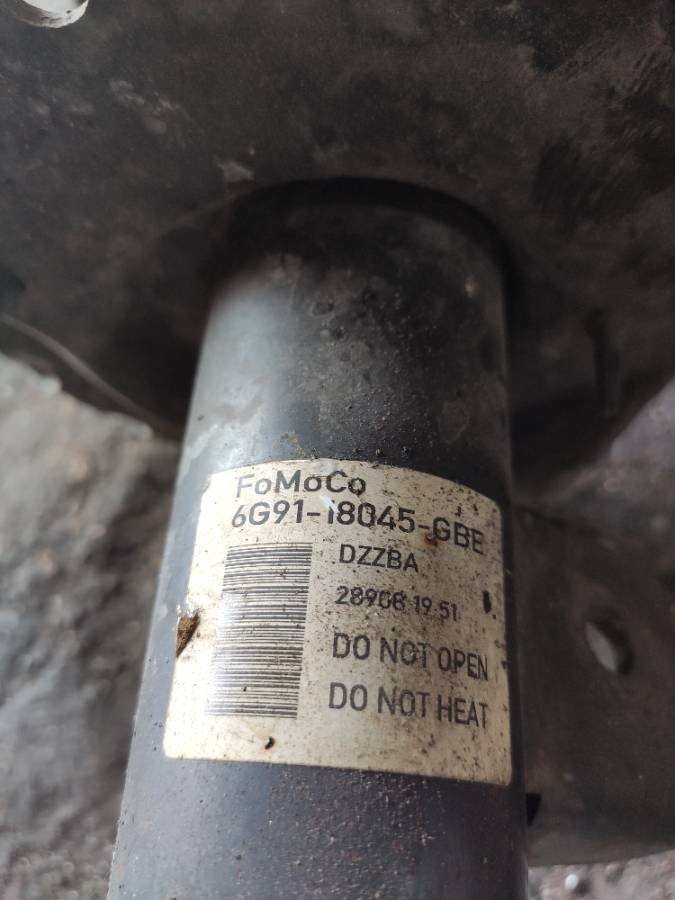 FoMoCo
6G91-18045-GBE
DZZBA
28908 19 51
DO NOT OPEN
DO NOT HEAT